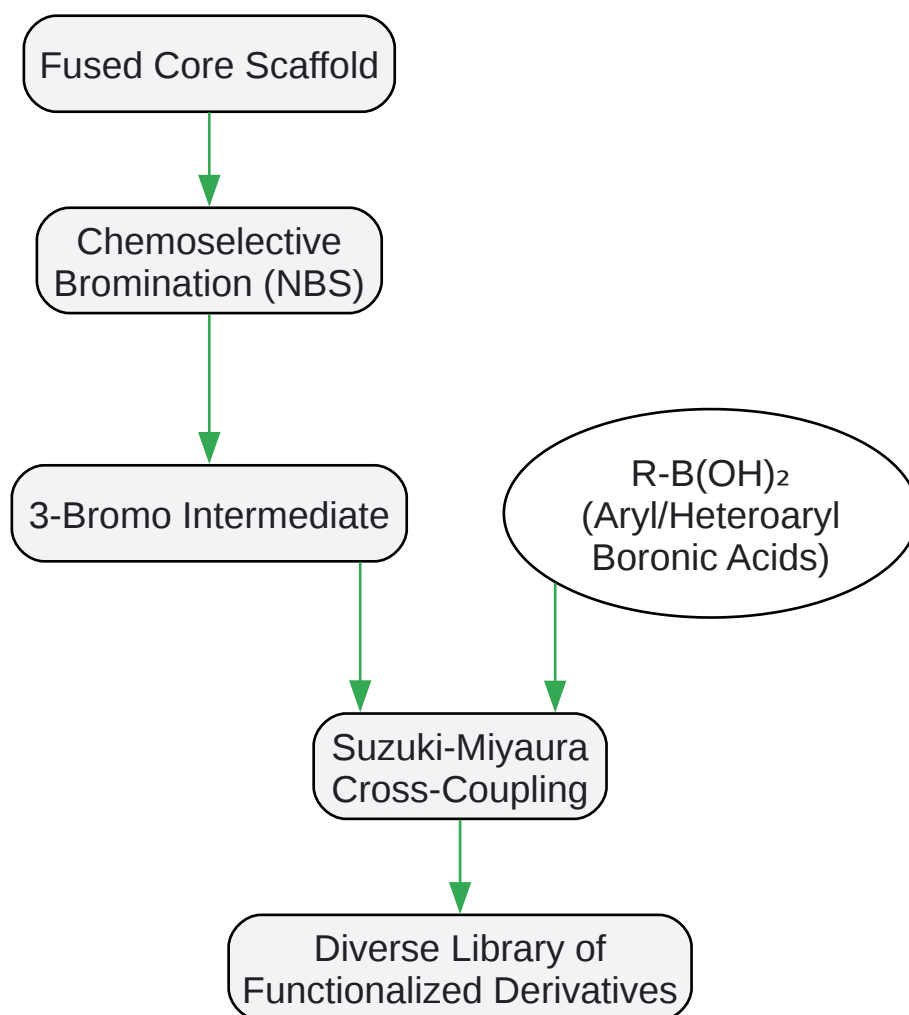 Fused Core Scaffold
Chemoselective
Bromination (NBS)
3-Bromo Intermediate
R-B(OH)₂
(Aryl/Heteroaryl
Boronic Acids)
Suzuki-Miyaura
Cross-Coupling
Diverse Library of
Functionalized Derivatives